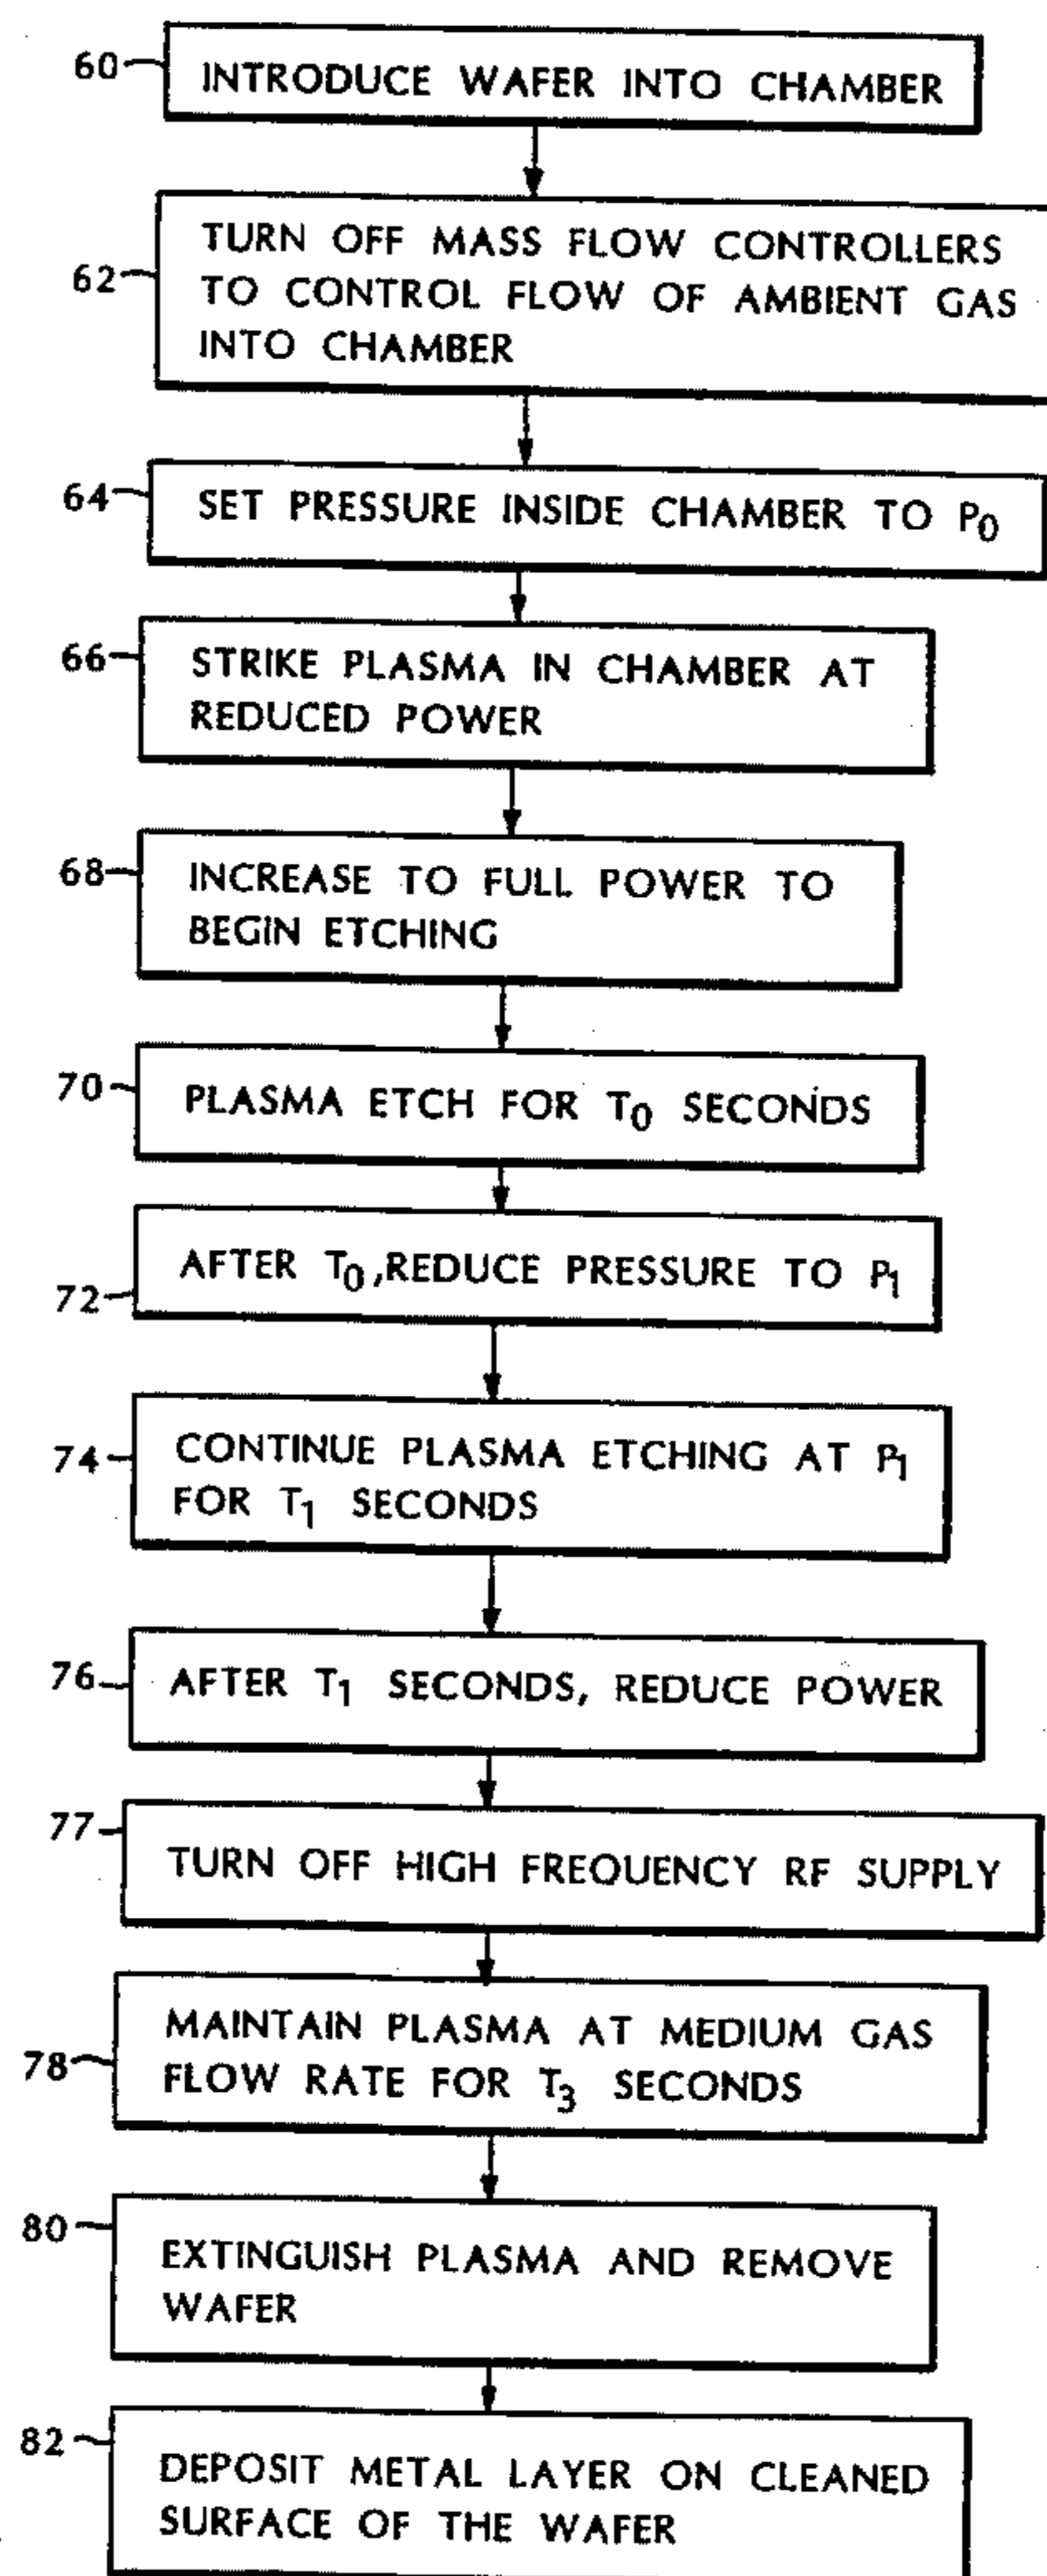 60 INTRODUCE WAFER INTO CHAMBER
TURN OFF MASS FLOW CONTROLLERS
62 TO CONTROL FLOW OF AMBIENT GAS
INTO CHAMBER
64 SET PRESSURE INSIDE CHAMBER TO P0
66 STRIKE PLASMA IN CHAMBER AT
REDUCED POWER
68 INCREASE TO FULL POWER TO
BEGIN ETCHING
70 PLASMA ETCH FOR T0 SECONDS
72 AFTER T0,REDUCE PRESSURE TO P1
74 CONTINUE PLASMA ETCHING AT P1
FOR T1 SECONDS
76 AFTER T1 SECONDS, REDUCE POWER
77 TURN OFF HIGH FREQUENCY RF SUPPLY
MAINTAIN PLASMA AT MEDIUM GAS
78 FLOW RATE FOR T3 SECONDS
80 EXTINGUISH PLASMA AND REMOVE
WAFER
82 DEPOSIT METAL LAYER ON CLEANED
SURFACE OF THE WAFER